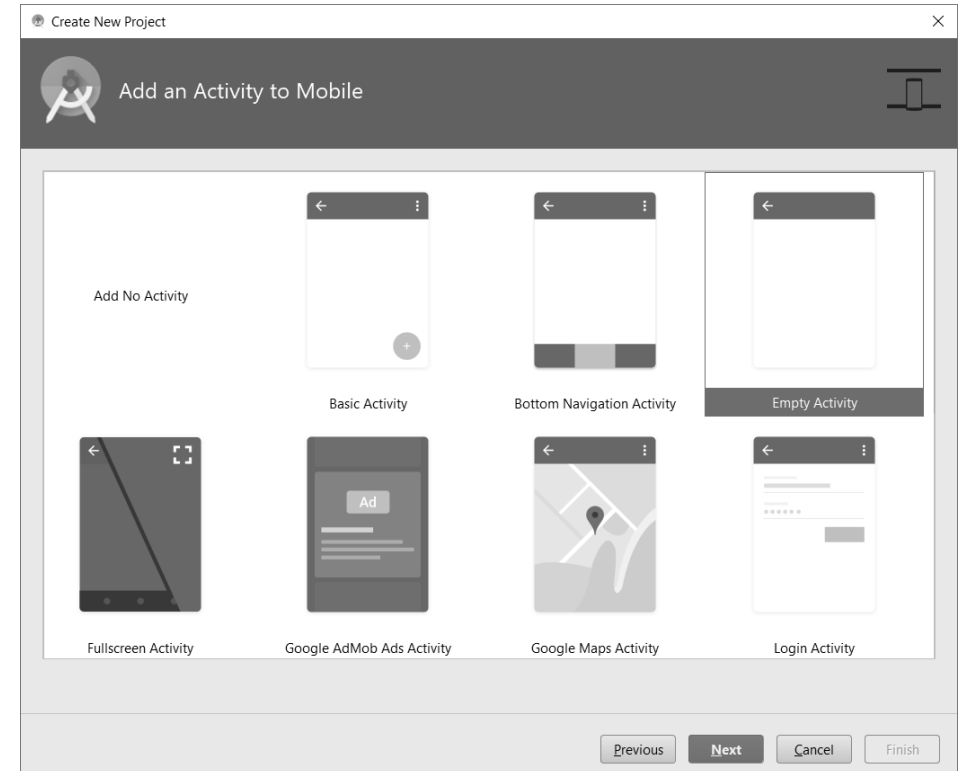 Create New Project
Add an Activity to Mobile
Add No Activity
Basic Activity
Bottom Navigation Activity
Empty Activity
Ad
Fullscreen Activity
Google AdMob Ads Activity
Google Maps Activity
Login Activity
Previous
Next
Cancel
Finish